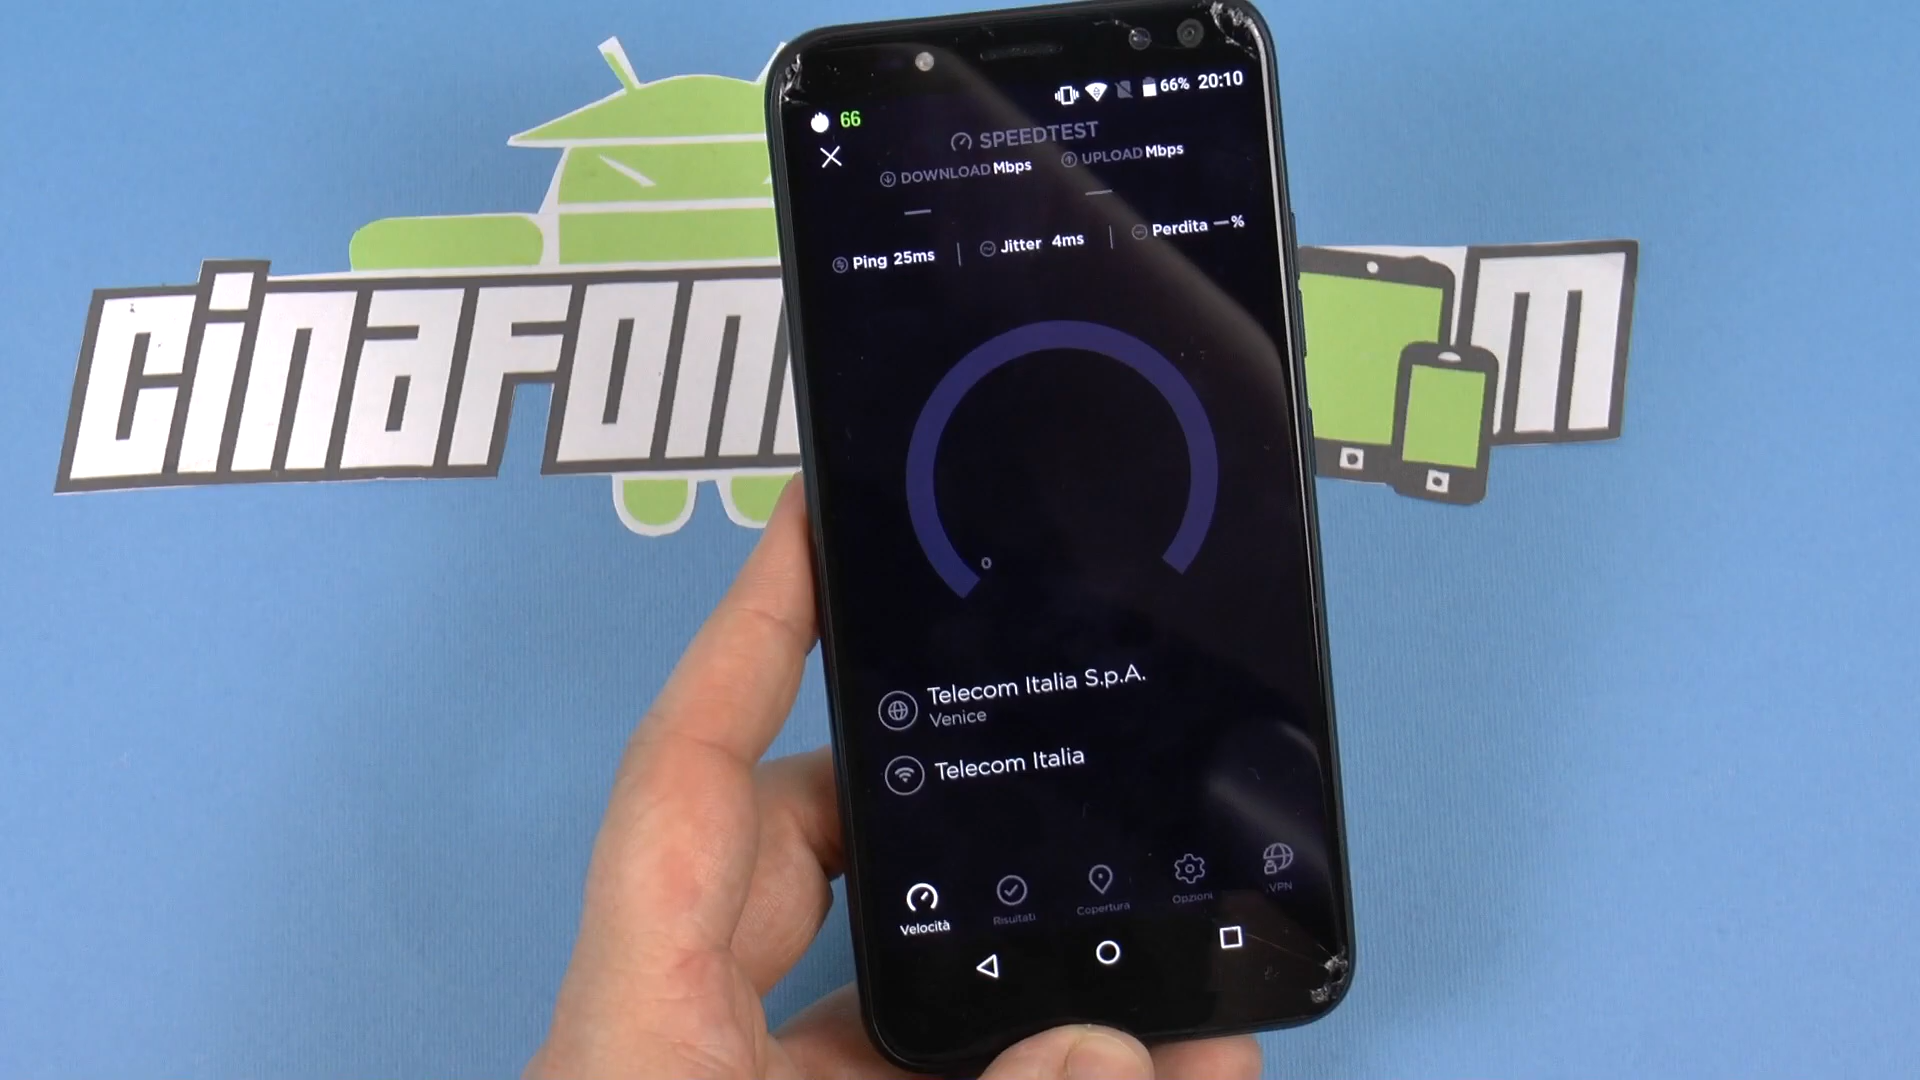 CINAFON
M
66% 20:10
66
SPEEDTEST
DOWNLOAD Mbps
UPLOAD Mbps
Ping 25ms
Jitter 4ms
Perdita —%
0
Telecom Italia S.p.A.
Venice
Telecom Italia
Velocità
Risultati
Copertura
Opzioni
VPN